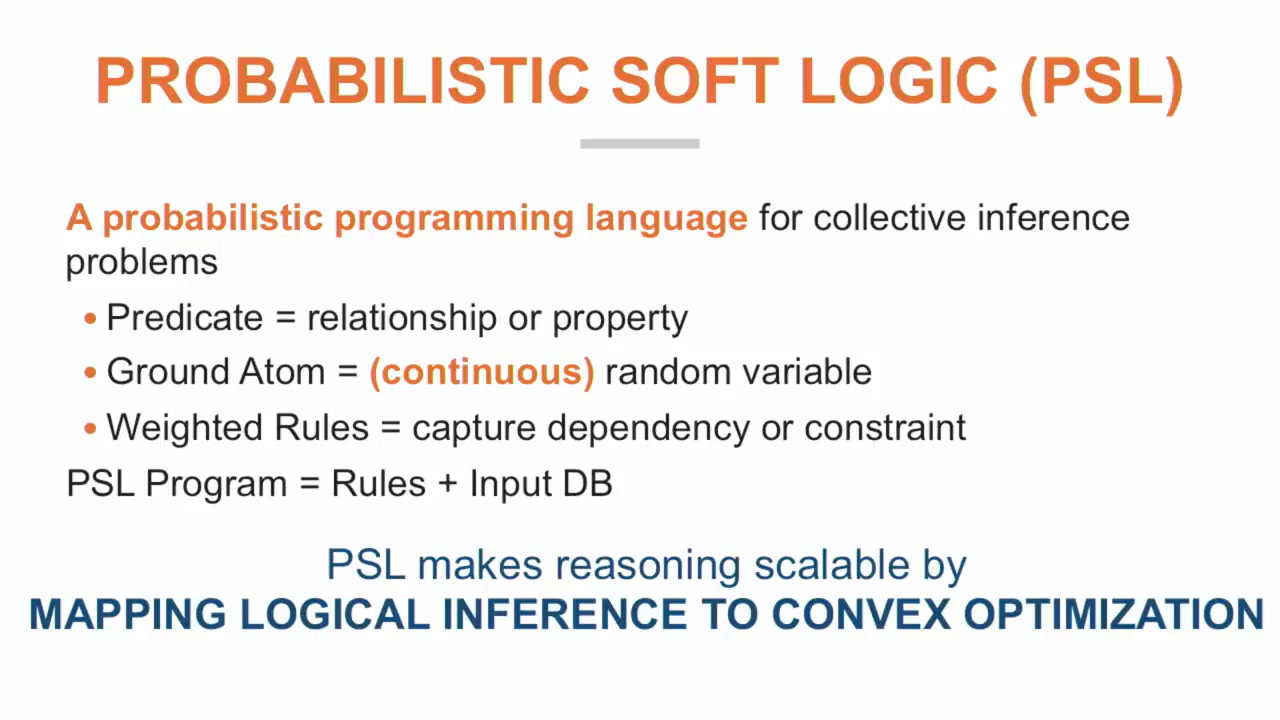 PROBABILISTIC SOFT LOGIC (PSL)
A probabilistic programming language for collective inference
problems
• Predicate = relationship or property
• Ground Atom = (continuous) random variable
• Weighted Rules = capture dependency or constraint
PSL Program = Rules + Input DB
PSL makes reasoning scalable by
MAPPING LOGICAL INFERENCE TO CONVEX OPTIMIZATION